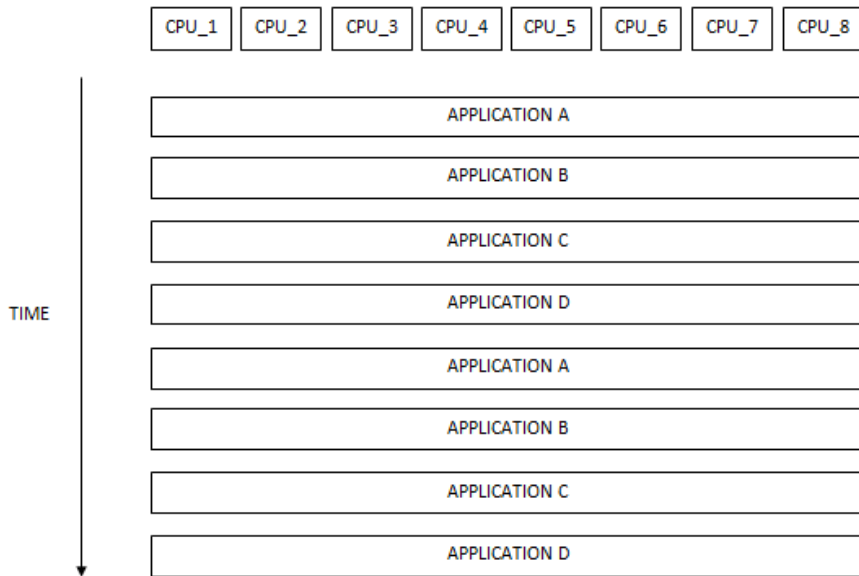 CPU_1 CPU_2 CPU_3 CPU_4 CPU_5 CPU_6 CPU_7 CPU_8
APPLICATION A
APPLICATION B
APPLICATION C
APPLICATION D
TIME
APPLICATION A
APPLICATION B
APPLICATION C
APPLICATION D